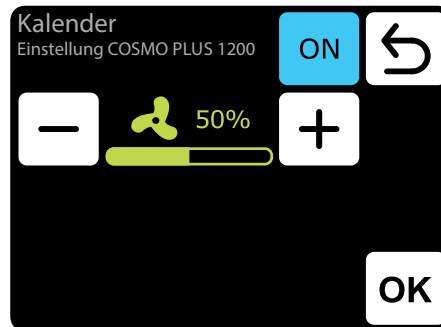 Kalender
Einstellung COSMO PLUS 1200
ON
− 50% +
OK